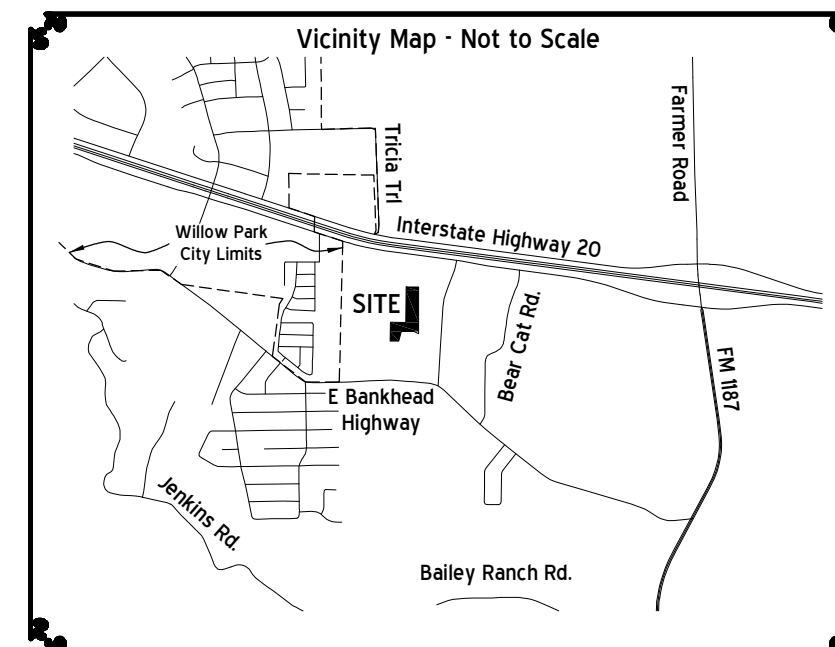 Vicinity Map - Not to Scale
Farmer Road
Tricia Trl
Interstate Highway 20
Willow Park
City Limits
SITE
Bear Cat Rd.
FM 1187
E Bankhead
Highway
Jenkins Rd.
Bailey Ranch Rd.